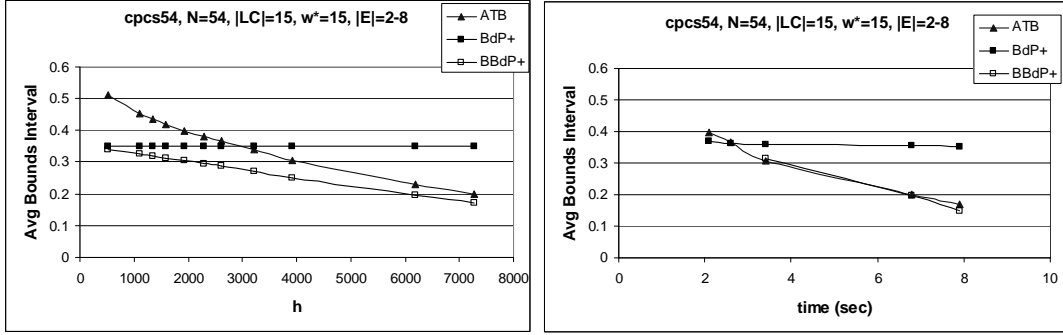 cpcs54, N=54, |LC|=15, w*=15, |E|=2-8
ATB
BdP+
BBdP+
Avg Bounds Interval
0.6
0.5
0.4
0.3
0.2
0.1
0
0 1000 2000 3000 4000 5000 6000 7000 8000
h
cpcs54, N=54, |LC|=15, w*=15, |E|=2-8
ATB
BdP+
BBdP+
Avg Bounds Interval
0.6
0.5
0.4
0.3
0.2
0.1
0
0 2 4 6 8 10
time (sec)